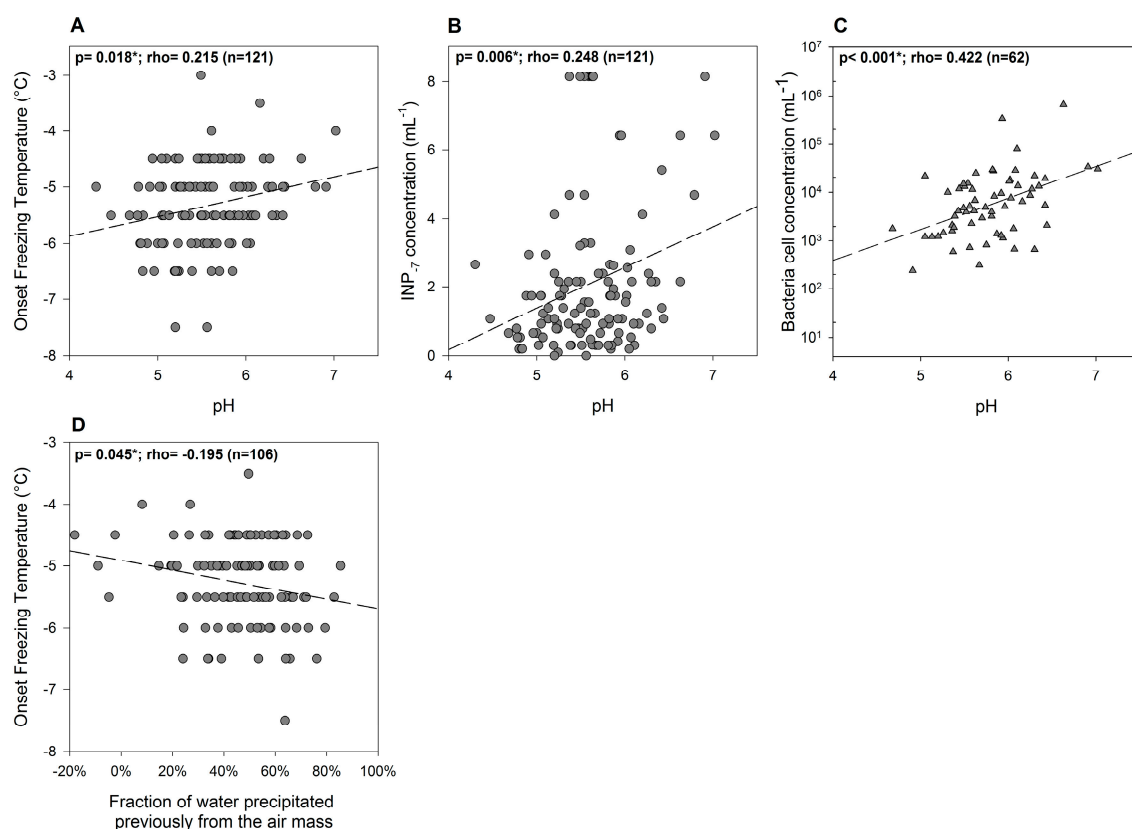 A
p= 0.018*; rho= 0.215 (n=121)
Onset Freezing Temperature (°C)
-3
-4
-5
-6
-7
-8
4 5 6 7
pH
B
p= 0.006*; rho= 0.248 (n=121)
INP-7 concentration (mL-1)
8
6
4
2
0
4 5 6 7
pH
C
p< 0.001*; rho= 0.422 (n=62)
Bacteria cell concentration (mL-1)
10^7
10^6
10^5
10^4
10^3
10^2
10^1
4 5 6 7
pH
D
p= 0.045*; rho= -0.195 (n=106)
Onset Freezing Temperature (°C)
-3
-4
-5
-6
-7
-8
-20% 0% 20% 40% 60% 80% 100%
Fraction of water precipitated
previously from the air mass